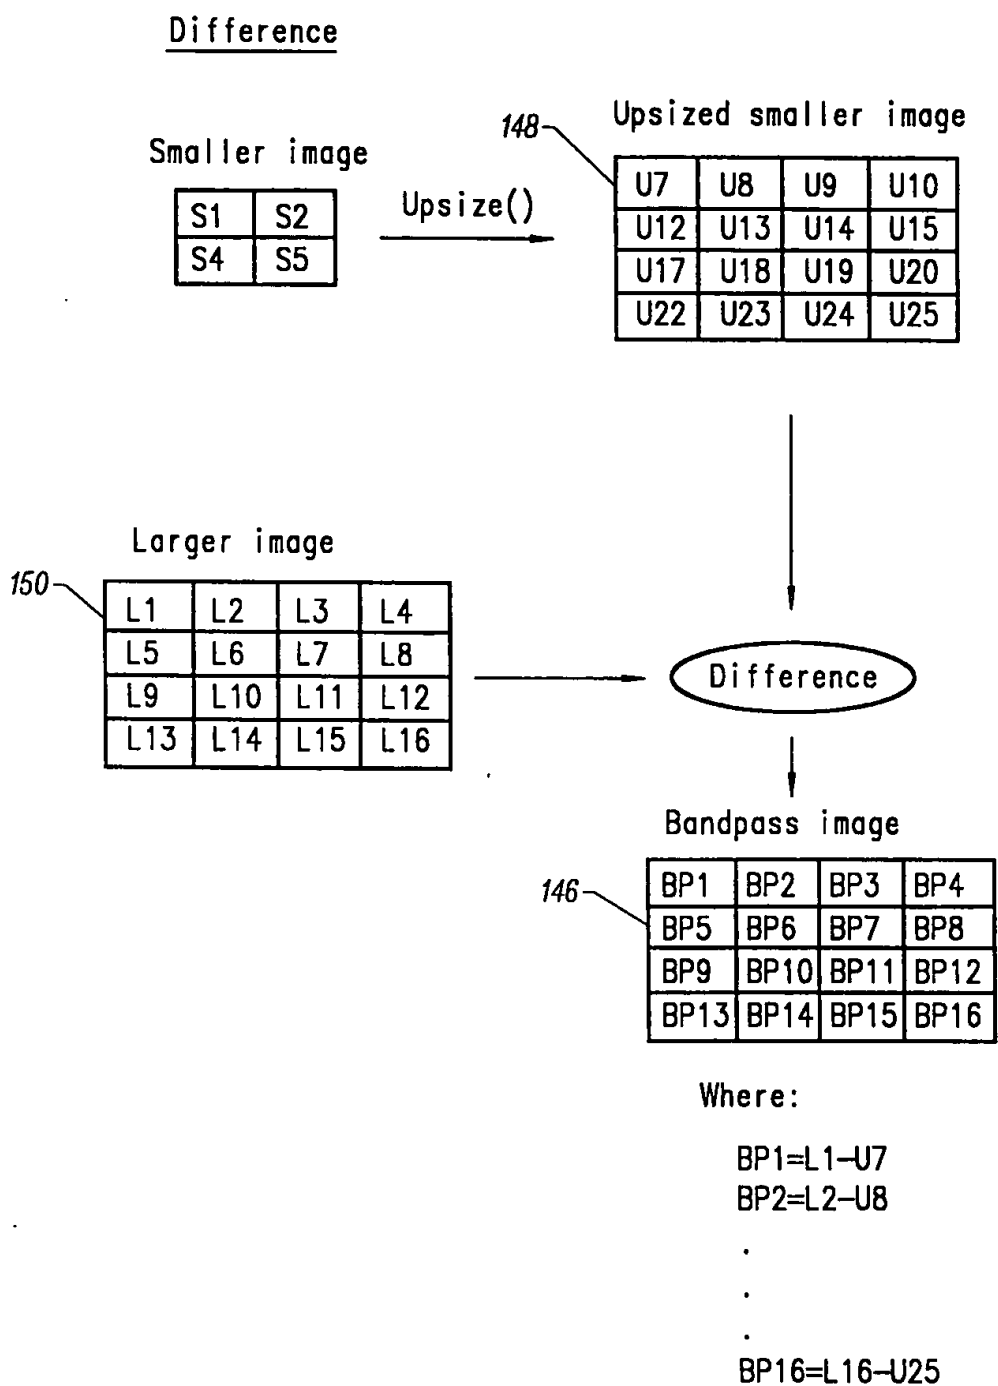 Difference
Smaller image
S1 S2
S4 S5
Upsize()
148
Upsized smaller image
U7 U8 U9 U10
U12 U13 U14 U15
U17 U18 U19 U20
U22 U23 U24 U25
Larger image
150
L1 L2 L3 L4
L5 L6 L7 L8
L9 L10 L11 L12
L13 L14 L15 L16
Difference
Bandpass image
146
BP1 BP2 BP3 BP4
BP5 BP6 BP7 BP8
BP9 BP10 BP11 BP12
BP13 BP14 BP15 BP16
Where:
BP1=L1–U7
BP2=L2–U8
.
.
.
BP16=L16–U25